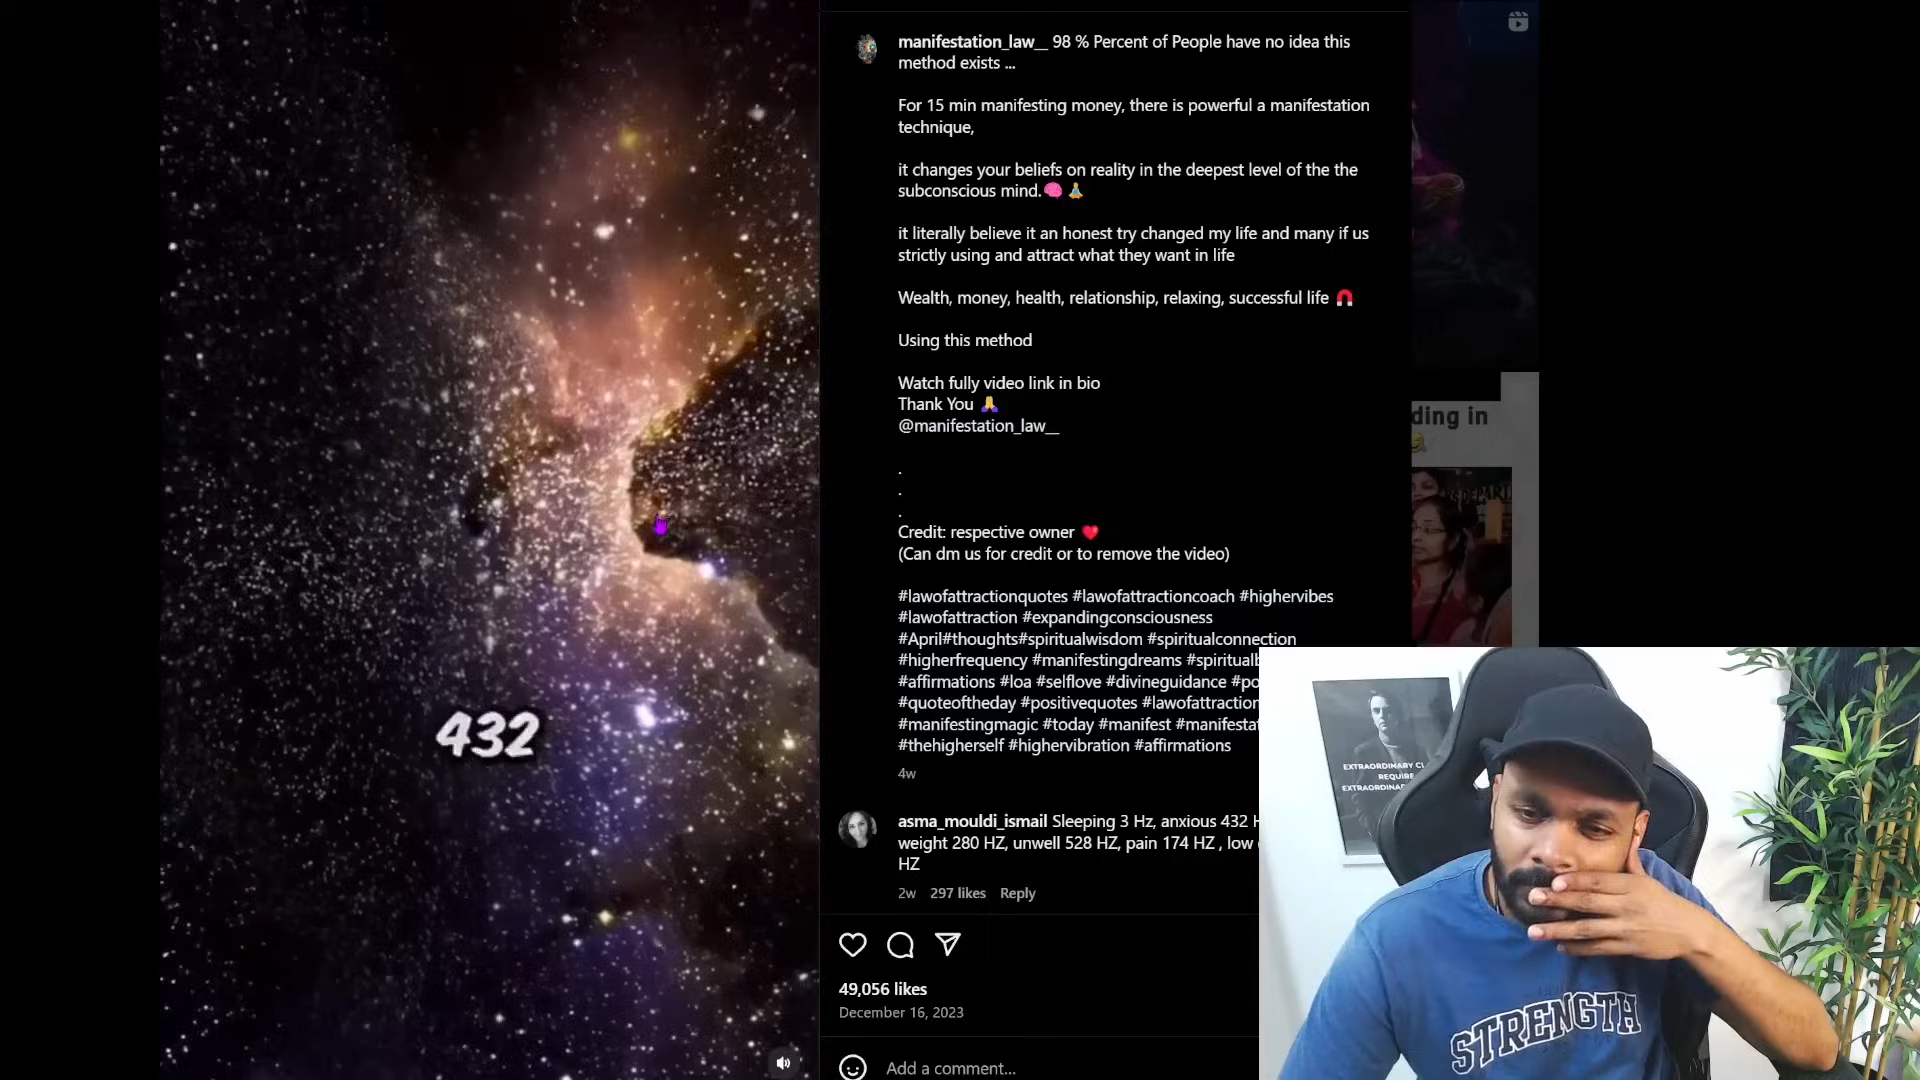 manifestation_law__ 98 % Percent of People have no idea this
method exists ...
For 15 min manifesting money, there is powerful a manifestation
technique,
it changes your beliefs on reality in the deepest level of the the
subconscious mind.🧠🧘
it literally believe it an honest try changed my life and many if us
strictly using and attract what they want in life
Wealth, money, health, relationship, relaxing, successful life 🧲
Using this method
Watch fully video link in bio
Thank You 🙏
@manifestation_law__
.
.
.
Credit: respective owner ❤️
(Can dm us for credit or to remove the video)
#lawofattractionquotes #lawofattractioncoach #highervibes
#lawofattraction #expandingconsciousness
#April#thoughts#spiritualwisdom #spiritualconnection
#higherfrequency #manifestingdreams
#affirmations #loa #selflove #divineguidance
#quoteoftheday #positivequotes #lawofattraction
#manifestingmagic #today #manifest
#thehigherself #highervibration #affirmations
4w
432
asma_mouldi_ismail Sleeping 3 Hz, anxious 432
weight 280 HZ, unwell 528 HZ, pain 174 HZ , low
HZ
2w 297 likes Reply
49,056 likes
December 16, 2023
Add a comment...
ding in
EXTRAORDINARY
REQUIRE
STRENGTH